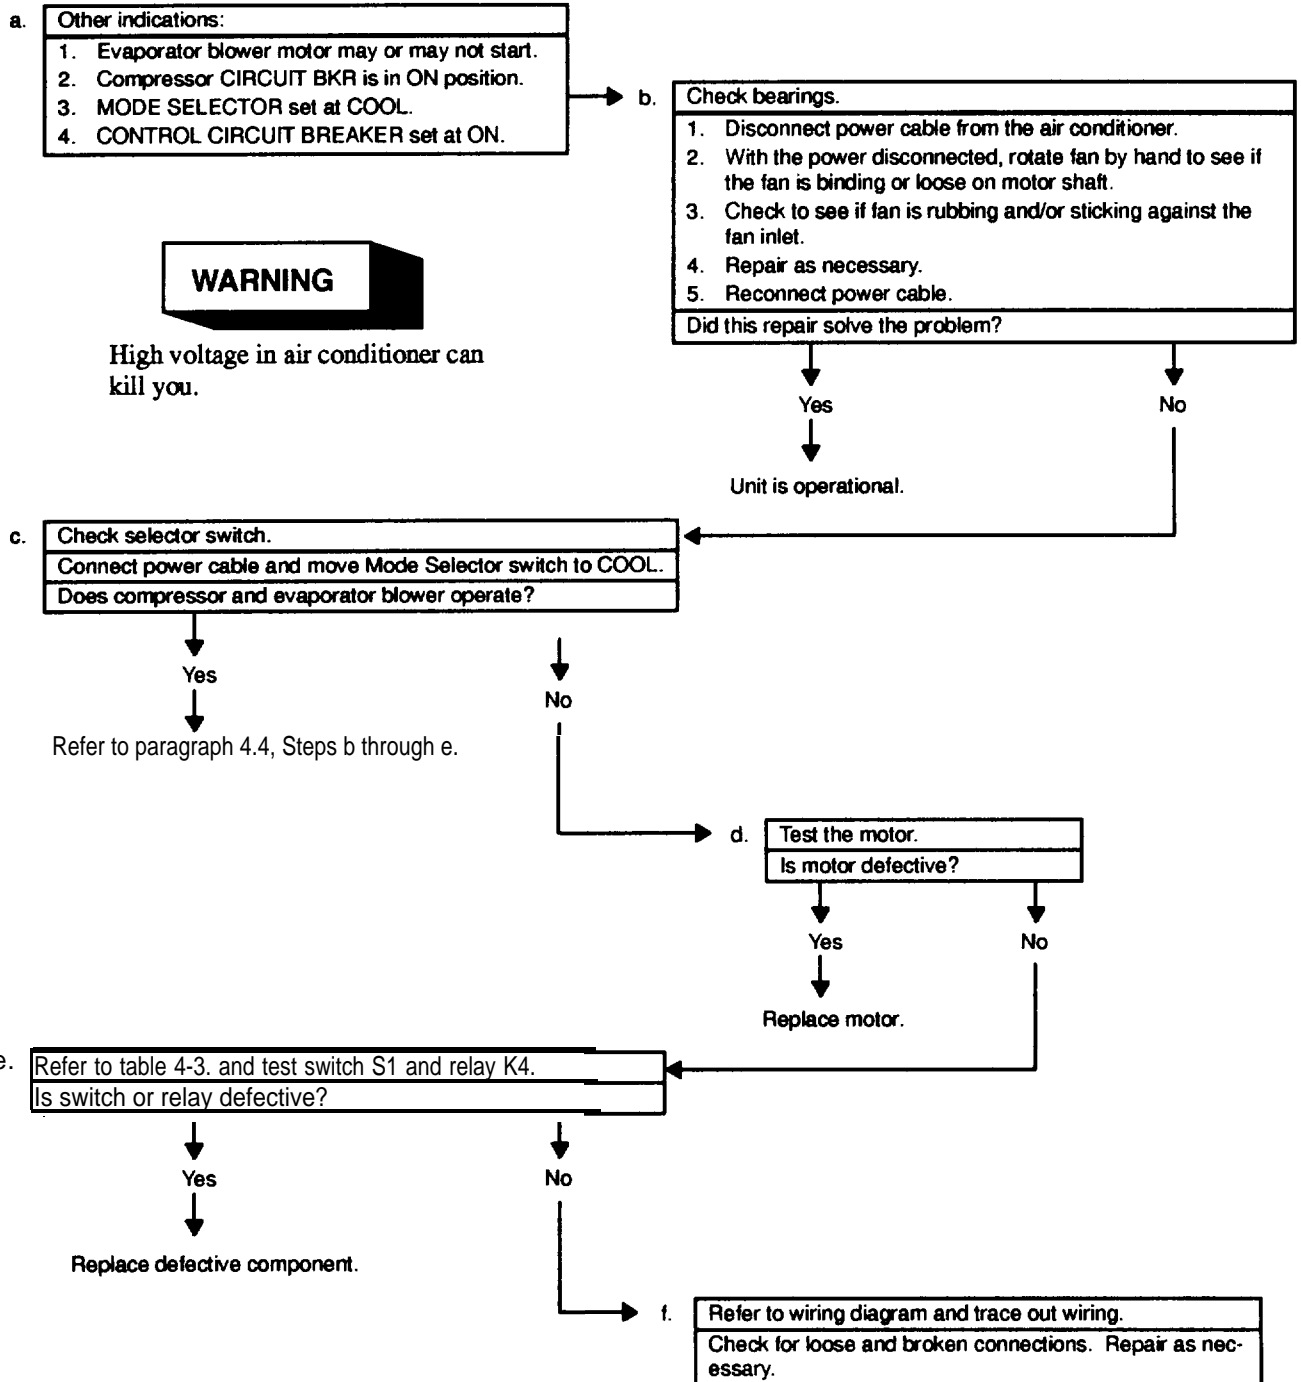 a. Other indications:
1. Evaporator blower motor may or may not start.
2. Compressor CIRCUIT BKR is in ON position.
3. MODE SELECTOR set at COOL.
4. CONTROL CIRCUIT BREAKER set at ON.
b. Check bearings.
1. Disconnect power cable from the air conditioner.
2. With the power disconnected, rotate fan by hand to see if
the fan is binding or loose on motor shaft.
3. Check to see if fan is rubbing and/or sticking against the
fan inlet.
4. Repair as necessary.
5. Reconnect power cable.
Did this repair solve the problem?
WARNING
High voltage in air conditioner can
kill you.
Yes
No
Unit is operational.
c. Check selector switch.
Connect power cable and move Mode Selector switch to COOL.
Does compressor and evaporator blower operate?
Yes
No
Refer to paragraph 4.4, Steps b through e.
d. Test the motor.
Is motor defective?
Yes
No
Replace motor.
e. Refer to table 4-3. and test switch S1 and relay K4.
Is switch or relay defective?
Yes
No
Replace defective component.
f. Refer to wiring diagram and trace out wiring.
Check for loose and broken connections. Repair as nec-
essary.